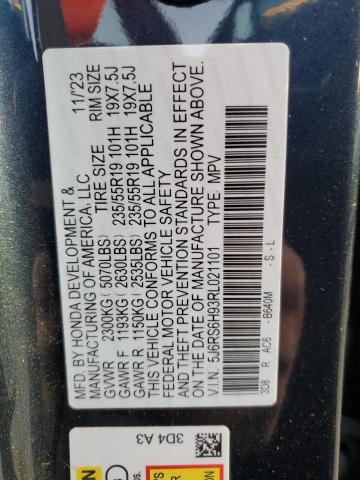 MFD. BY HONDA DEVELOPMENT & 11/23
MANUFACTURING OF AMERICA, LLC TIRE SIZE RIM SIZE
GVWR 2300KG( 5070LBS)
GAWR F 1193KG( 2630LBS) 235/55R19 101H 19X7.5J
GAWR R 1150KG( 2535LBS) 235/55R19 101H 19X7.5J
THIS VEHICLE CONFORMS TO ALL APPLICABLE
FEDERAL MOTOR VEHICLE SAFETY
AND THEFT PREVENTION STANDARDS IN EFFECT
ON THE DATE OF MANUFACTURE SHOWN ABOVE.
V.I.N.: 5J6RS6H93RL021101 TYPE: MPV
3D8 R AC6 -B640M -S-L
3D4 A3